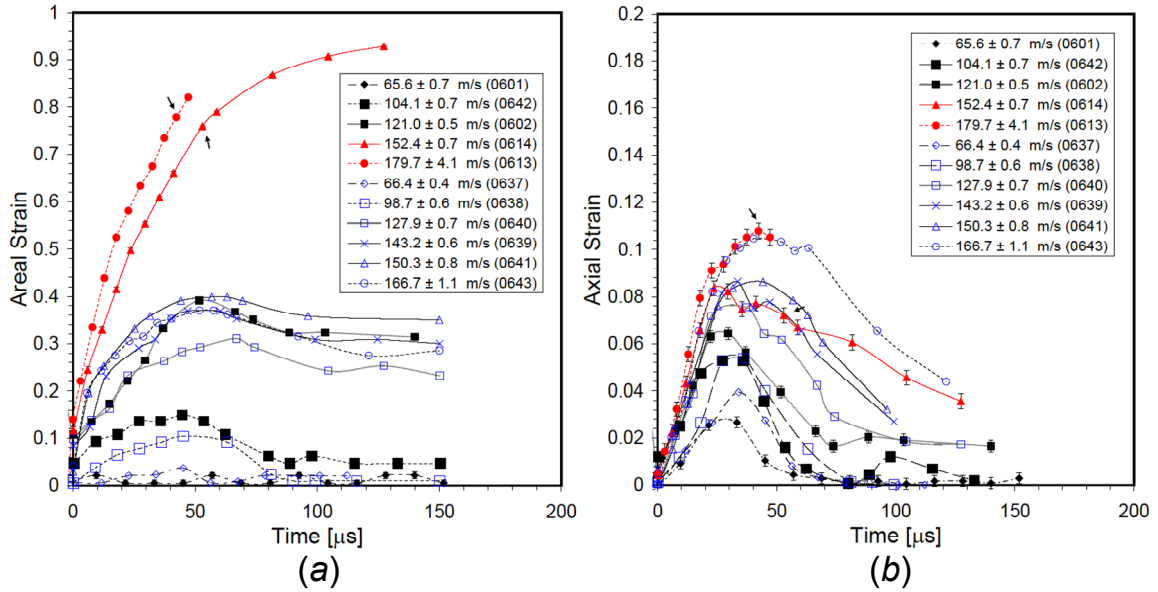 1
0.9
0.8
0.7
0.6
0.5
0.4
0.3
0.2
0.1
0
Areal Strain
65.6 ± 0.7 m/s (0601)
104.1 ± 0.7 m/s (0642)
121.0 ± 0.5 m/s (0602)
152.4 ± 0.7 m/s (0614)
179.7 ± 4.1 m/s (0613)
66.4 ± 0.4 m/s (0637)
98.7 ± 0.6 m/s (0638)
127.9 ± 0.7 m/s (0640)
143.2 ± 0.6 m/s (0639)
150.3 ± 0.8 m/s (0641)
166.7 ± 1.1 m/s (0643)
0 50 100 150 200
Time [µs]
(a)
0.2
0.18
0.16
0.14
0.12
0.1
0.08
0.06
0.04
0.02
0
Axial Strain
65.6 ± 0.7 m/s (0601)
104.1 ± 0.7 m/s (0642)
121.0 ± 0.5 m/s (0602)
152.4 ± 0.7 m/s (0614)
179.7 ± 4.1 m/s (0613)
66.4 ± 0.4 m/s (0637)
98.7 ± 0.6 m/s (0638)
127.9 ± 0.7 m/s (0640)
143.2 ± 0.6 m/s (0639)
150.3 ± 0.8 m/s (0641)
166.7 ± 1.1 m/s (0643)
0 50 100 150 200
Time [µs]
(b)